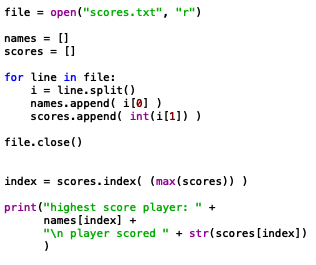 file = open("scores.txt", "r")
names = []
scores = []
for line in file:
i = line.split()
names.append( i[0] )
scores.append( int(i[1]) )
file.close()
index = scores.index( (max(scores)) )
print("highest score player: " +
names[index] +
"\n player scored " + str(scores[index])
)